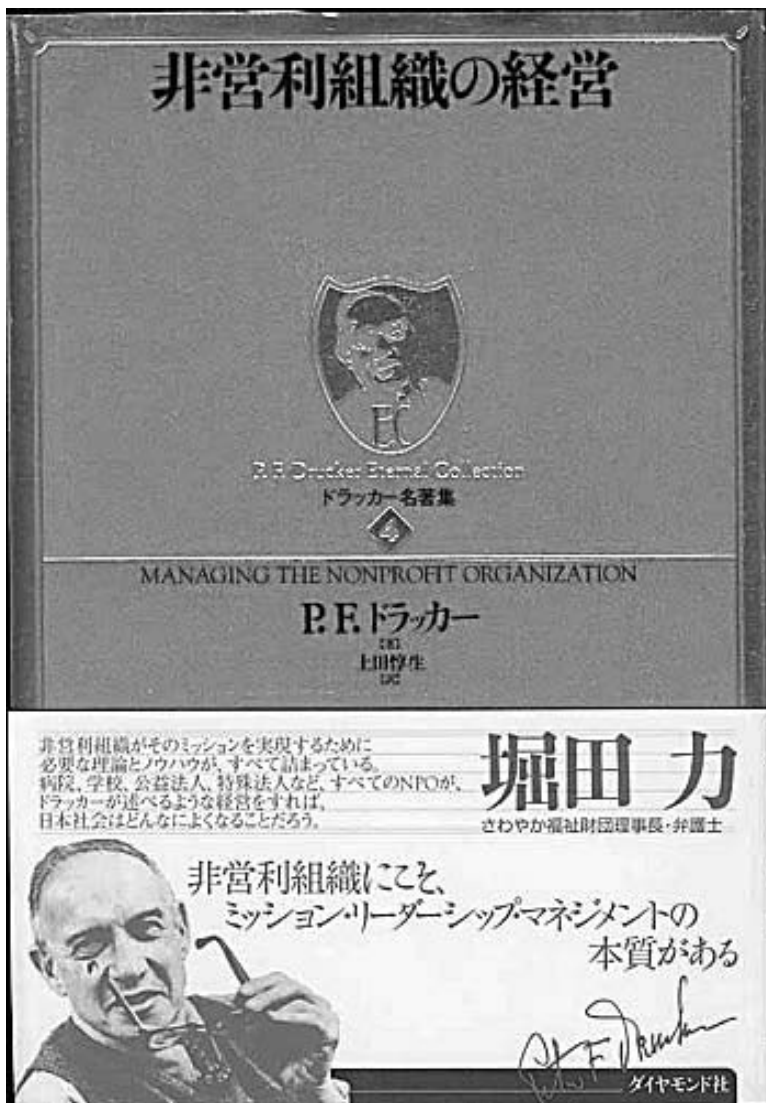 非営利組織の経営
EC
P. F. Drucker Eternal Collection
ドラッカー名著集
4
MANAGING THE NONPROFIT ORGANIZATION
P. F. ドラッカー
[著]
上田惇生
[訳]
非営利組織がそのミッションを実現するために
必要な理論とノウハウが、すべて詰まっている。
病院、学校、公益法人、特殊法人など、すべてのNPOが、
ドラッカーが述べるような経営をすれば、
日本社会はどんなによくなることだろう。
堀田 力
さわやか福祉財団理事長・弁護士
非営利組織にこそ、
ミッション・リーダーシップ・マネジメントの
本質がある
Peter F. Drucker
ダイヤモンド社